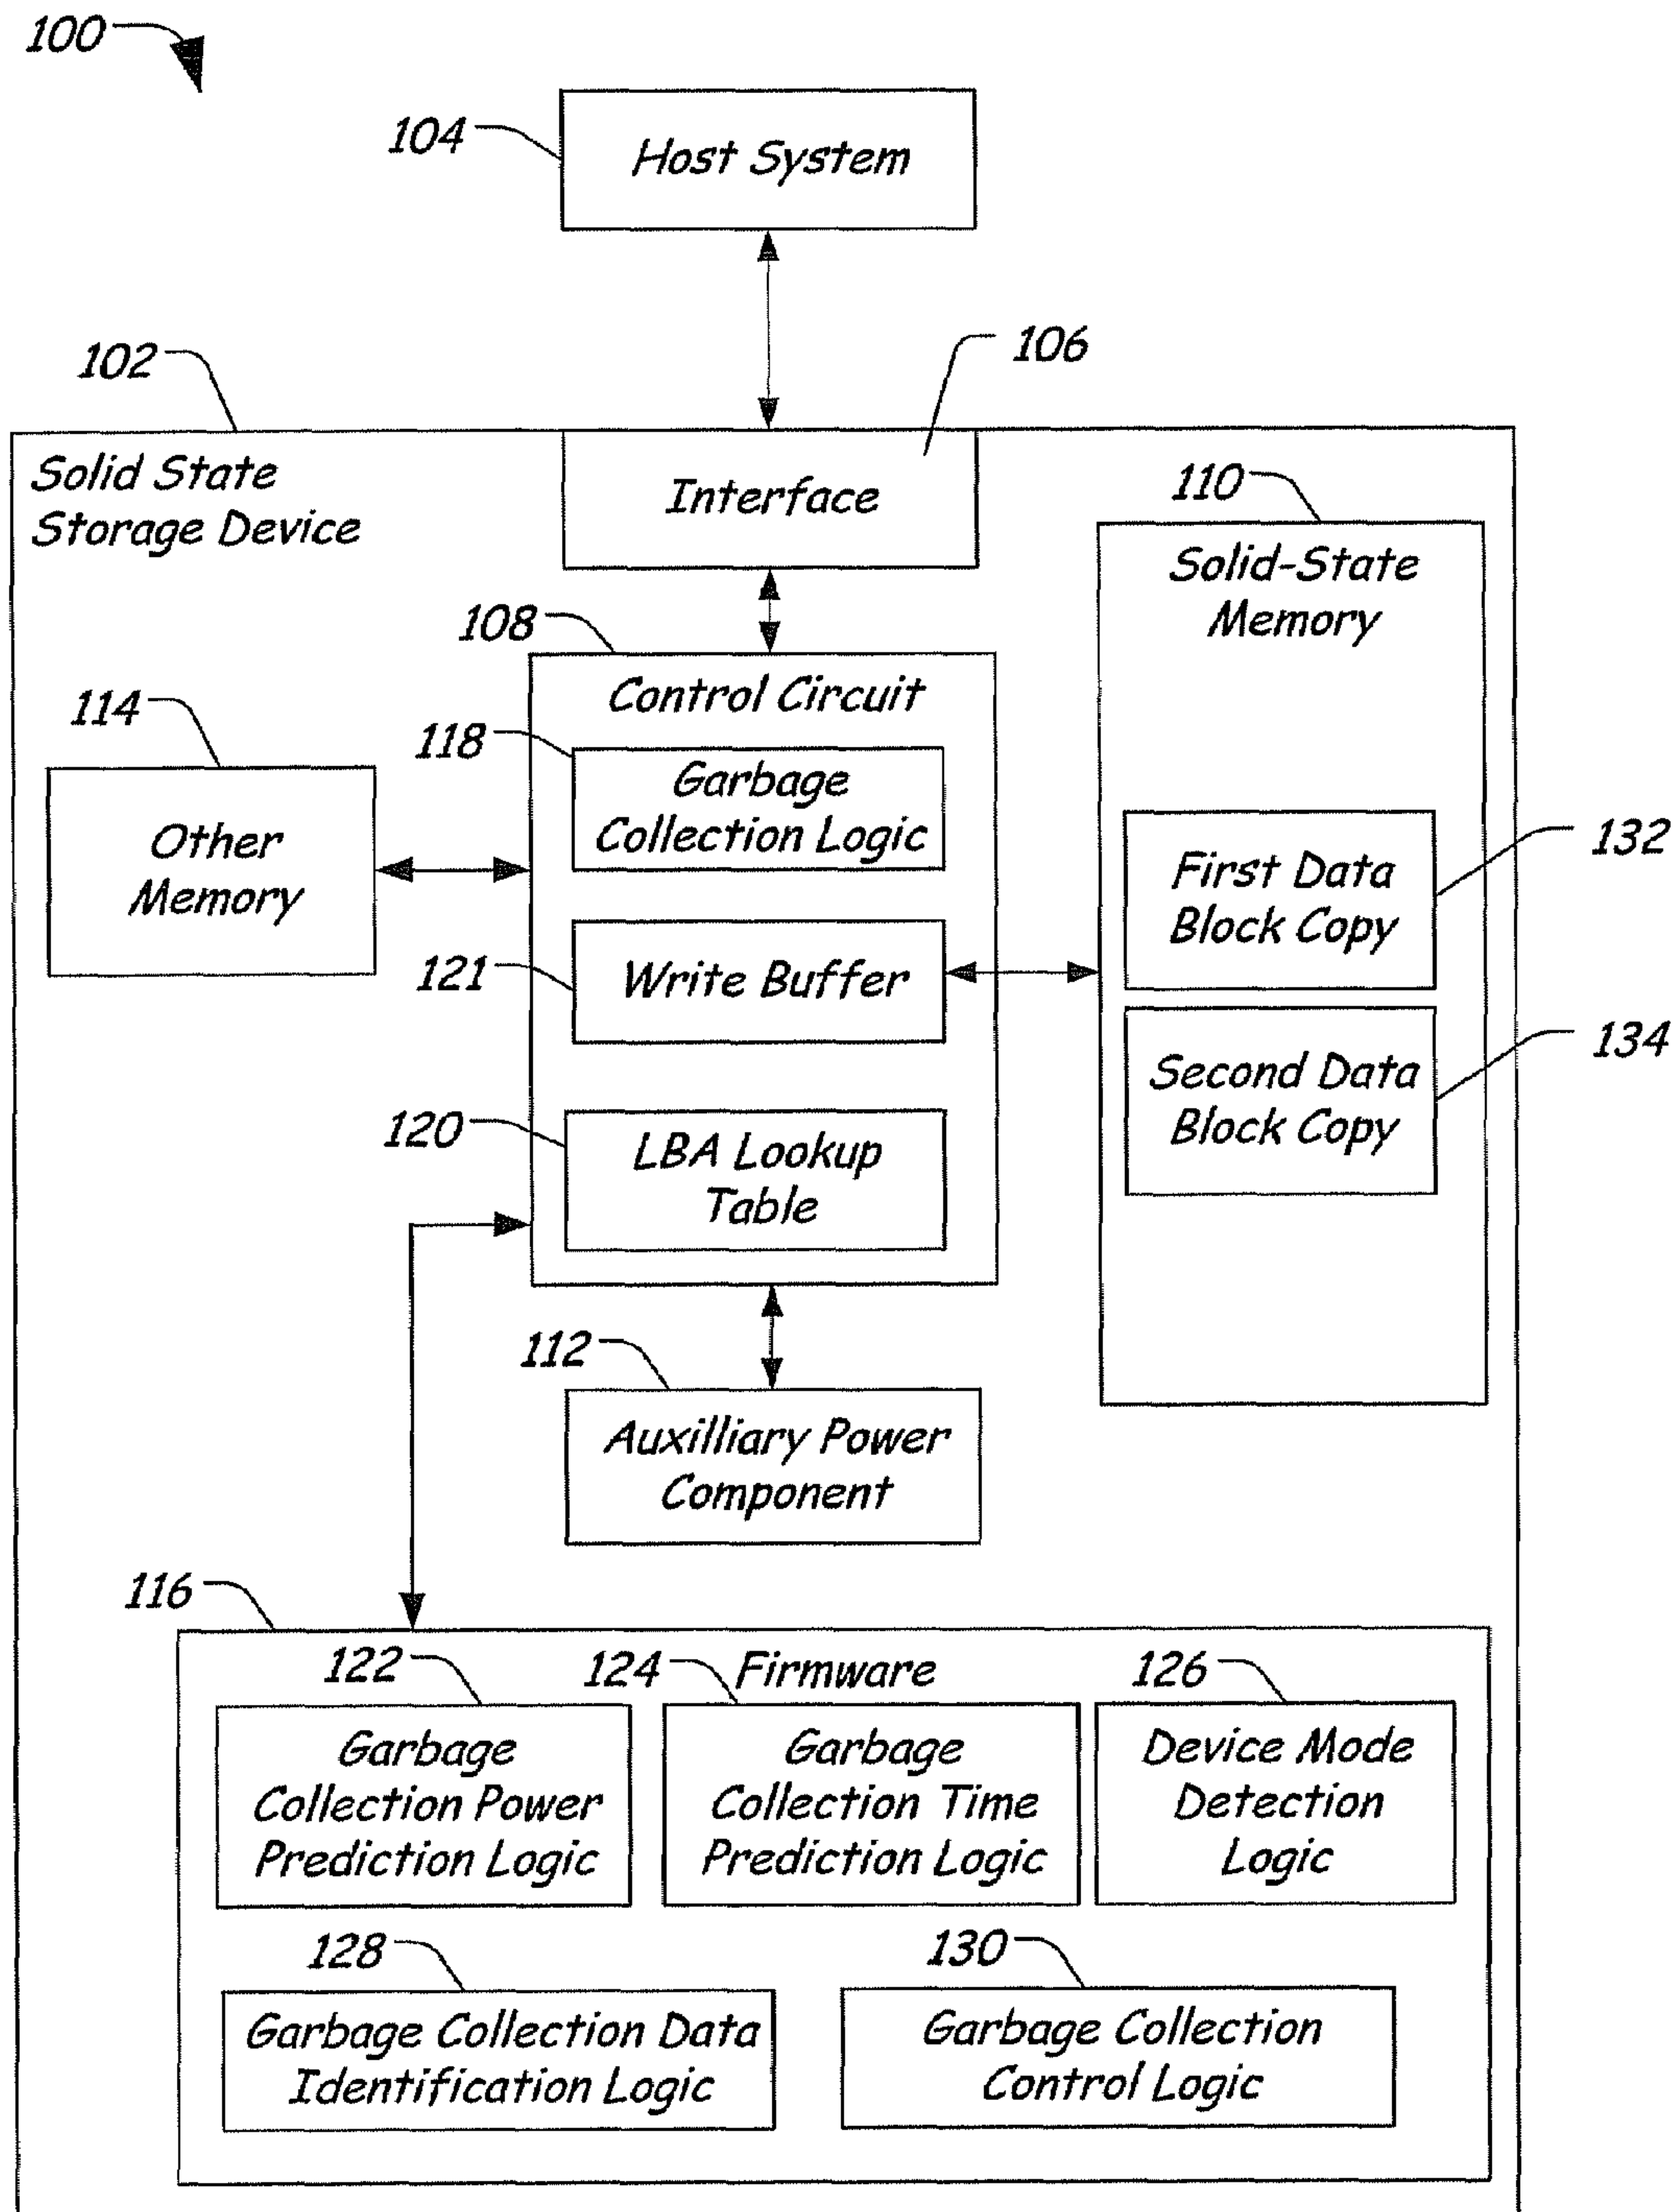 100
104
Host System
102
106
Solid State
Storage Device
Interface
110
Solid-State
Memory
108
Control Circuit
114
118
Garbage
Collection Logic
Other
Memory
132
First Data
Block Copy
121
Write Buffer
134
Second Data
Block Copy
120
LBA Lookup
Table
112
Auxilliary Power
Component
116
Firmware
122
124
126
Garbage
Collection Power
Prediction Logic
Garbage
Collection Time
Prediction Logic
Device Mode
Detection
Logic
128
130
Garbage Collection Data
Identification Logic
Garbage Collection
Control Logic